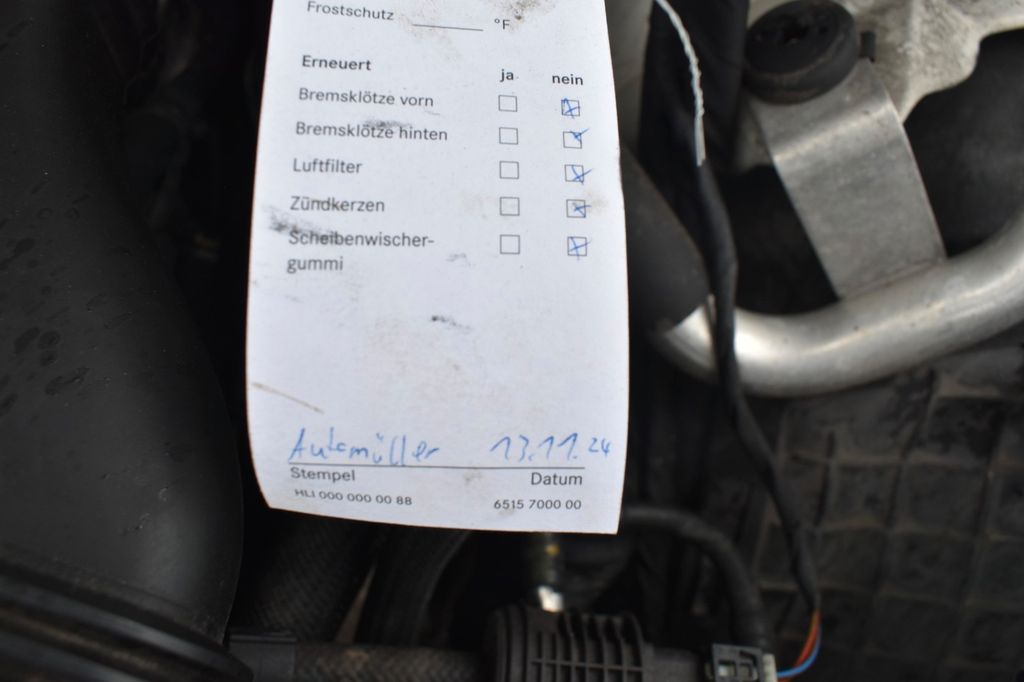 Frostschutz ______ °F
Erneuert ja nein
Bremsklötze vorn
Bremsklötze hinten
Luftfilter
Zündkerzen
Scheibenwischer-
gummi
Automüller 13.11.24
Stempel Datum
HLI 000 000 00 88 6515 7000 00